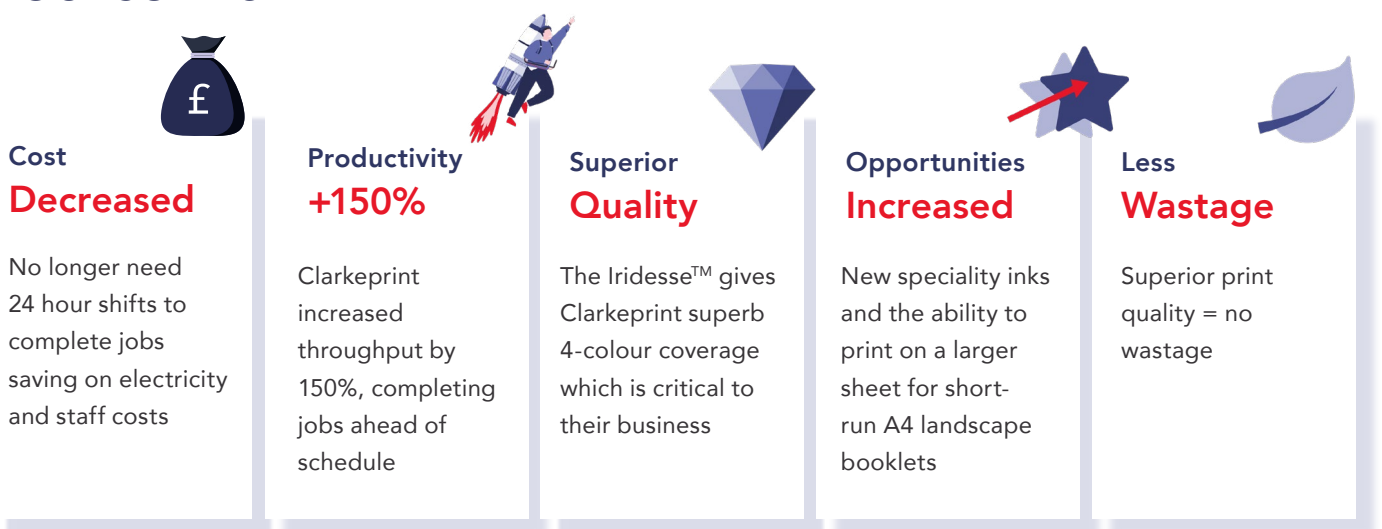 £
Cost
Decreased
No longer need
24 hour shifts to
complete jobs
saving on electricity
and staff costs
Productivity
+150%
Clarkeprint
increased
throughput by
150%, completing
jobs ahead of
schedule
Superior
Quality
The Iridesse™ gives
Clarkeprint superb
4-colour coverage
which is critical to
their business
Opportunities
Increased
New speciality inks
and the ability to
print on a larger
sheet for short-
run A4 landscape
booklets
Less
Wastage
Superior print
quality = no
wastage